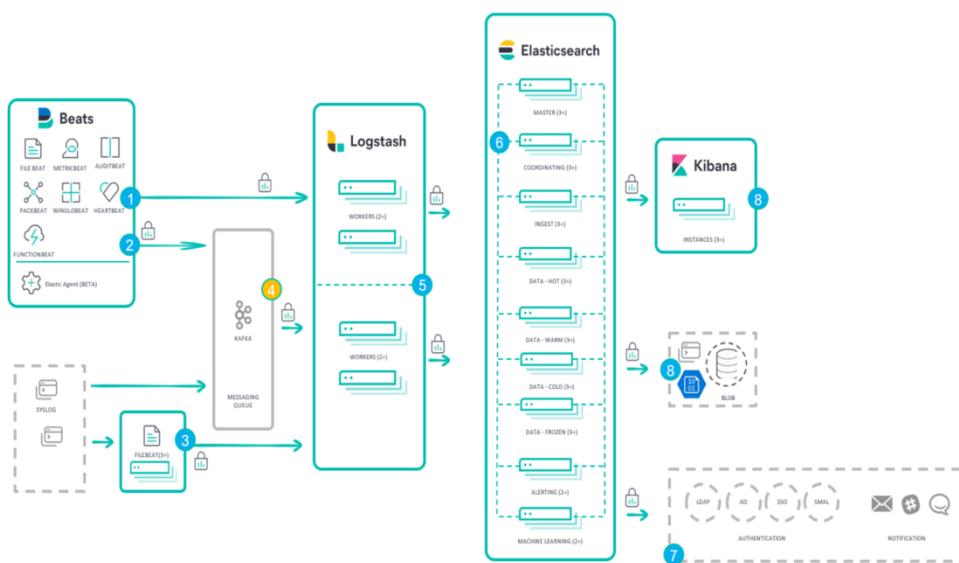 Beats
FILE BEAT
METRICBEAT
AUDITBEAT
PACKBEAT
WINGLOBEAT
HEARTBEAT
1
2
FUNCTIONBEAT
Elastic Agent (BETA)
SYSLOG
FILEBEAT(3+)
3
4
KAFKA
MESSAGING
QUEUE
Logstash
WORKERS (2+)
5
WORKERS (2+)
Elasticsearch
MASTER (3+)
6
COORDINATING (3+)
INGEST (3+)
DATA - HOT (3+)
DATA - WARM (3+)
DATA - COLD (3+)
DATA - FROZEN (3+)
ALERTING (2+)
MACHINE LEARNING (2+)
Kibana
8
INSTANCES (3+)
8
10
01
BLOB
LDAP
AD
SSO
SMAL
AUTHENTICATION
NOTIFICATION
7